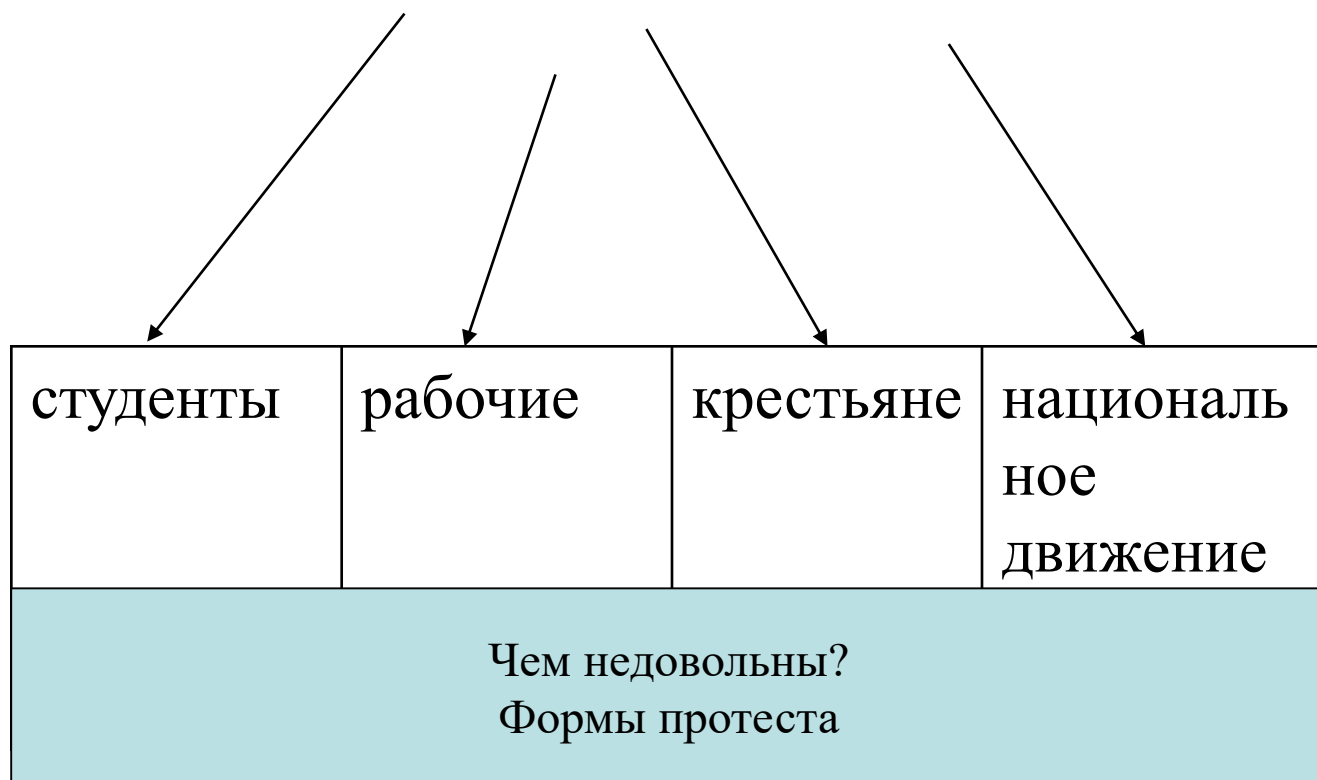 студенты
рабочие
крестьяне
националь
ное
движение
Чем недовольны?
Формы протеста